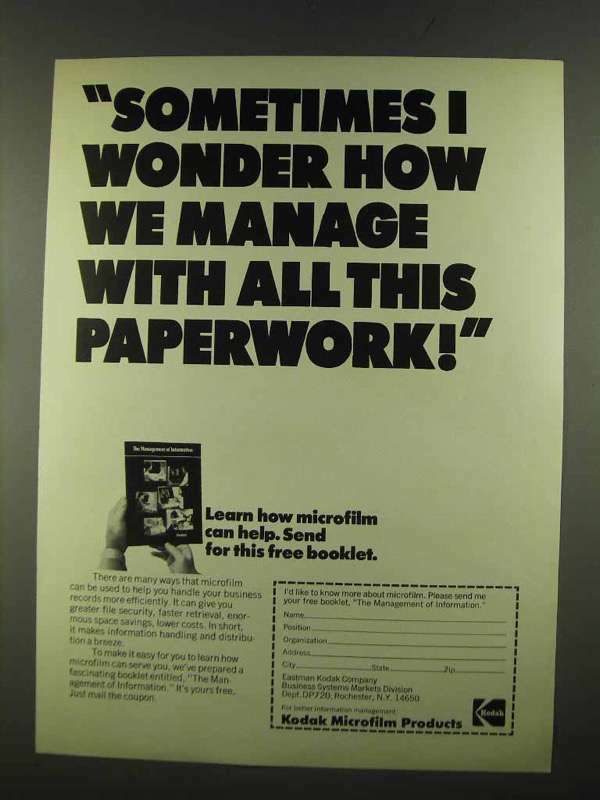 "SOMETIMES I
WONDER HOW
WE MANAGE
WITH ALL THIS
PAPERWORK!"
The Management of Information
Learn how microfilm
can help. Send
for this free booklet.
There are many ways that microfilm
can be used to help you handle your business
records more efficiently. It can give you
greater file security, faster retrieval, enor-
mous space savings, lower costs. In short,
it makes information handling and distribu-
tion a breeze.
To make it easy for you to learn how
microfilm can serve you, we've prepared a
fascinating booklet entitled, "The Man-
agement of Information." It's yours free.
Just mail the coupon.
I'd like to know more about microfilm. Please send me
your free booklet, "The Management of Information."
Name
Position
Organization
Address
City State Zip
Eastman Kodak Company
Business Systems Markets Division
Dept. DP720, Rochester, N.Y. 14650
For better information management
Kodak Microfilm Products
Kodak